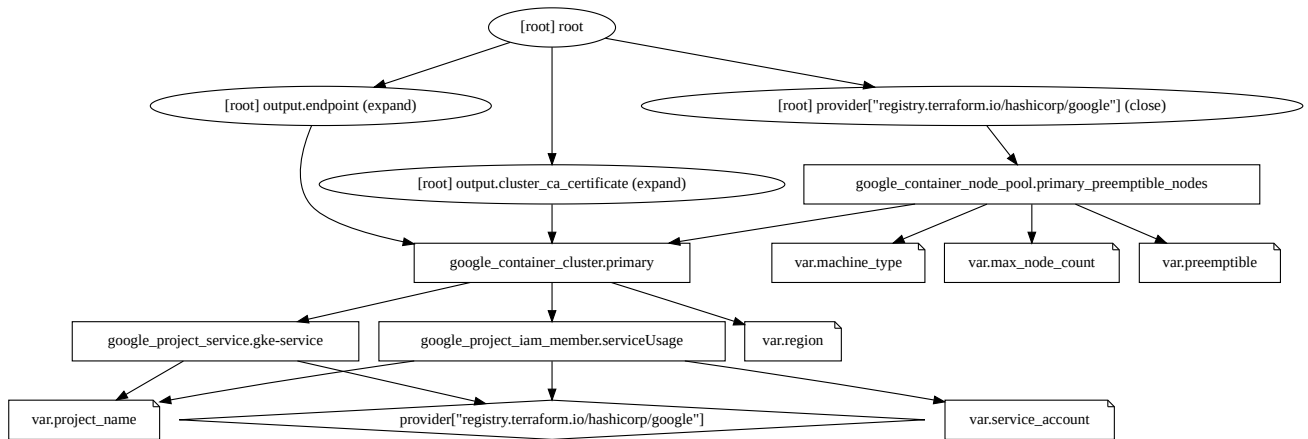 [root] root
[root] output.endpoint (expand)
[root] provider["registry.terraform.io/hashicorp/google"] (close)
[root] output.cluster_ca_certificate (expand)
google_container_node_pool.primary_preemptible_nodes
google_container_cluster.primary
var.machine_type
var.max_node_count
var.preemptible
google_project_service.gke-service
google_project_iam_member.serviceUsage
var.region
var.project_name
provider["registry.terraform.io/hashicorp/google"]
var.service_account